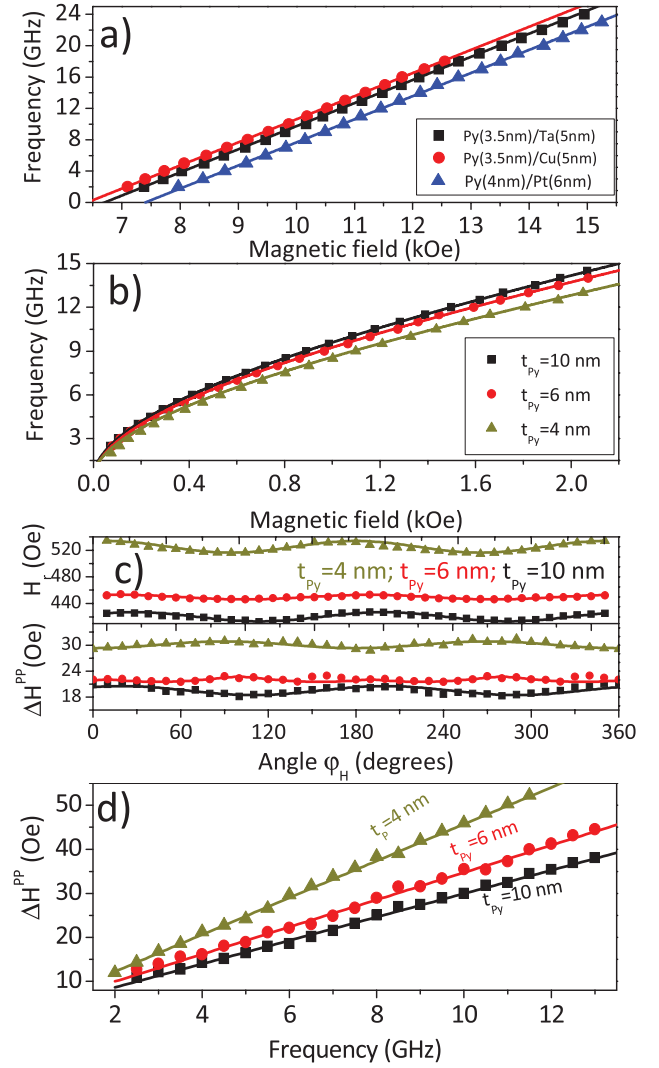 a)
Frequency (GHz)
24
20
16
12
8
4
0
Py(3.5nm)/Ta(5nm)
Py(3.5nm)/Cu(5nm)
Py(4nm)/Pt(6nm)
7 8 9 10 11 12 13 14 15
Magnetic field (kOe)
b)
Frequency (GHz)
15
12
9
6
3
t_Py=10 nm
t_Py=6 nm
t_Py=4 nm
0.0 0.4 0.8 1.2 1.6 2.0
Magnetic field (kOe)
c)
H_r(Oe)
520
480
440
t_Py=4 nm; t_Py=6 nm; t_Py=10 nm
ΔH^PP (Oe)
30
24
18
0 60 120 180 240 300 360
Angle φ_H (degrees)
d)
ΔH^PP (Oe)
50
40
30
20
10
t_P=4 nm
t_Py=6 nm
t_Py=10 nm
2 4 6 8 10 12
Frequency (GHz)